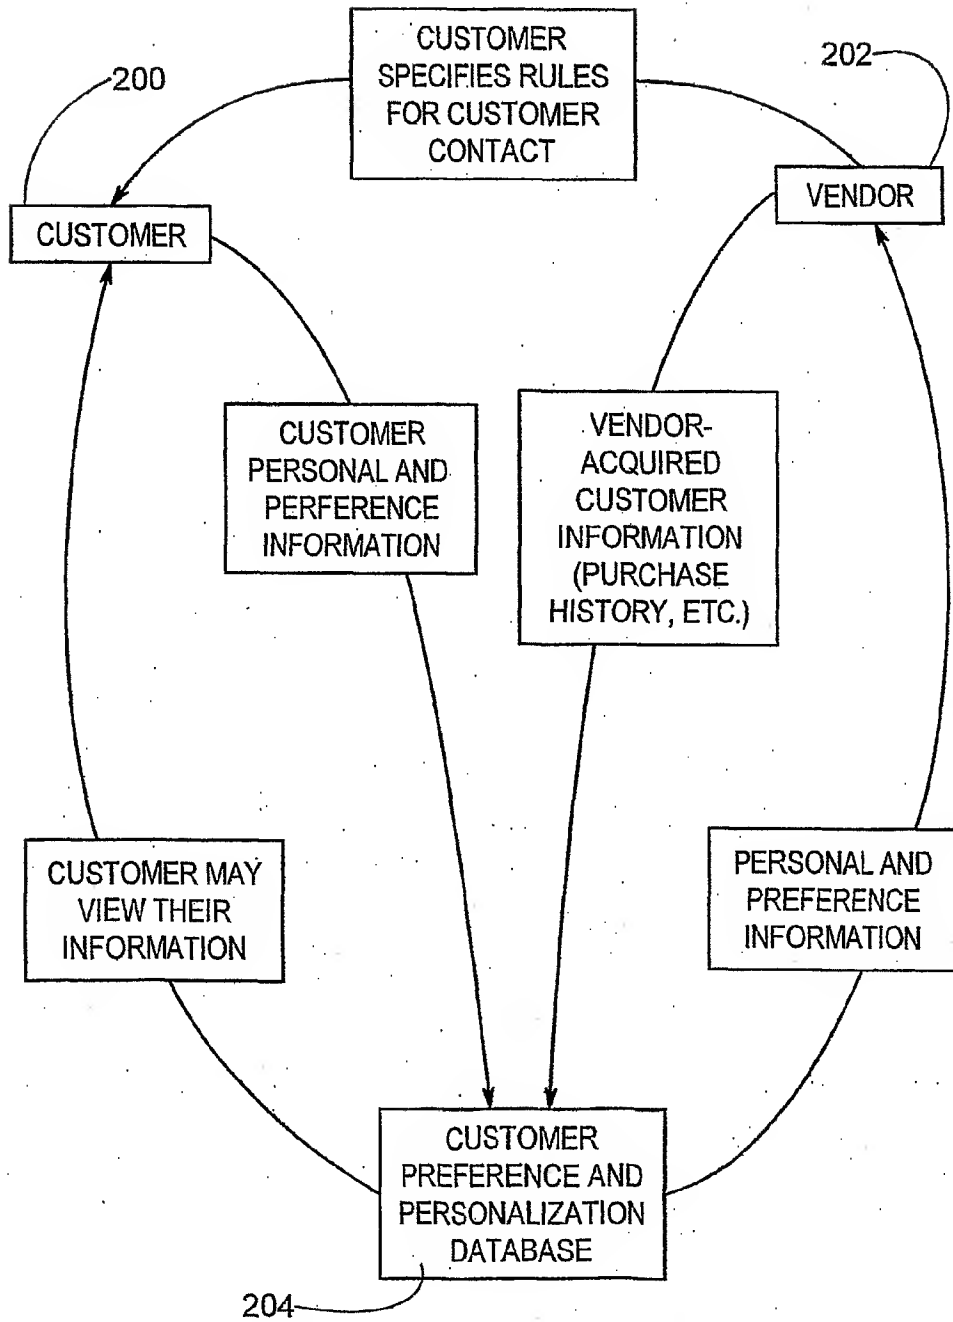 CUSTOMER
SPECIFIES RULES
FOR CUSTOMER
CONTACT
200
202
CUSTOMER
VENDOR
CUSTOMER
PERSONAL AND
PERFERENCE
INFORMATION
VENDOR-
ACQUIRED
CUSTOMER
INFORMATION
(PURCHASE
HISTORY, ETC.)
CUSTOMER MAY
VIEW THEIR
INFORMATION
PERSONAL AND
PREFERENCE
INFORMATION
CUSTOMER
PREFERENCE AND
PERSONALIZATION
DATABASE
204